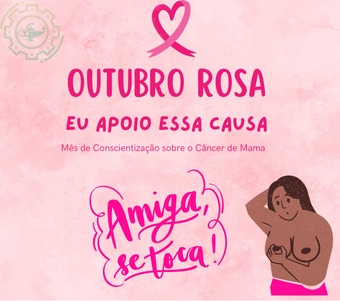 OUTUBRO ROSA
EU APOIO ESSA CAUSA
Mês de Conscientização sobre o Câncer de Mama
Amiga,
se toca!